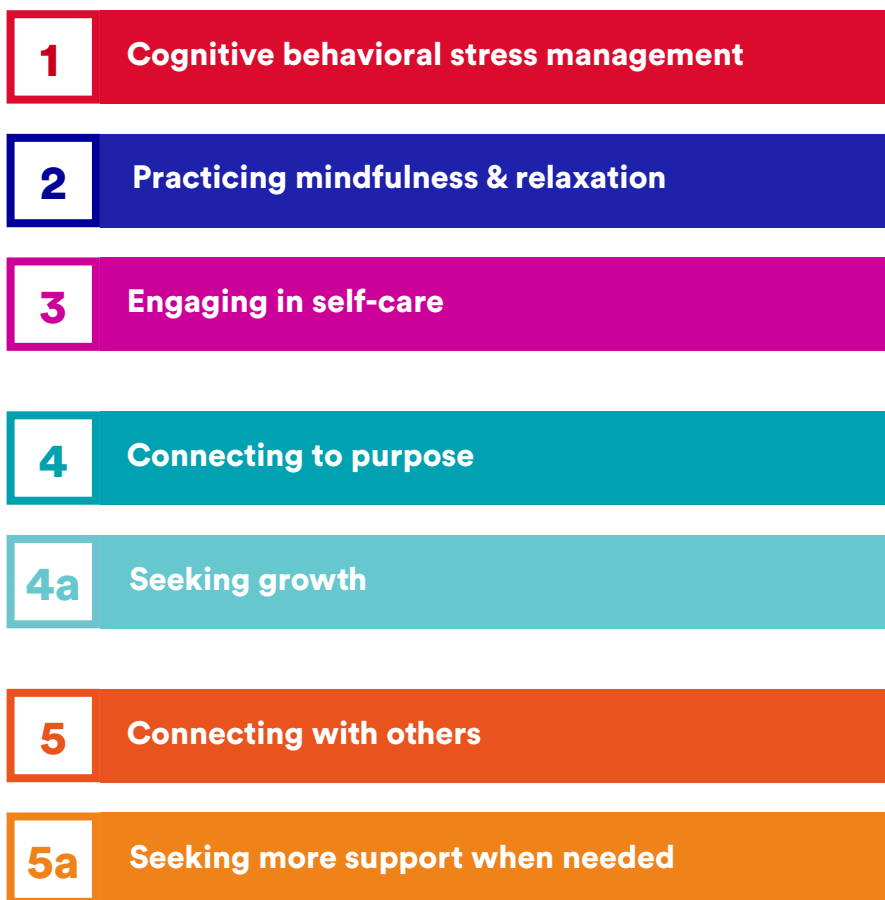 1 Cognitive behavioral stress management
2 Practicing mindfulness & relaxation
3 Engaging in self-care
4 Connecting to purpose
4a Seeking growth
5 Connecting with others
5a Seeking more support when needed